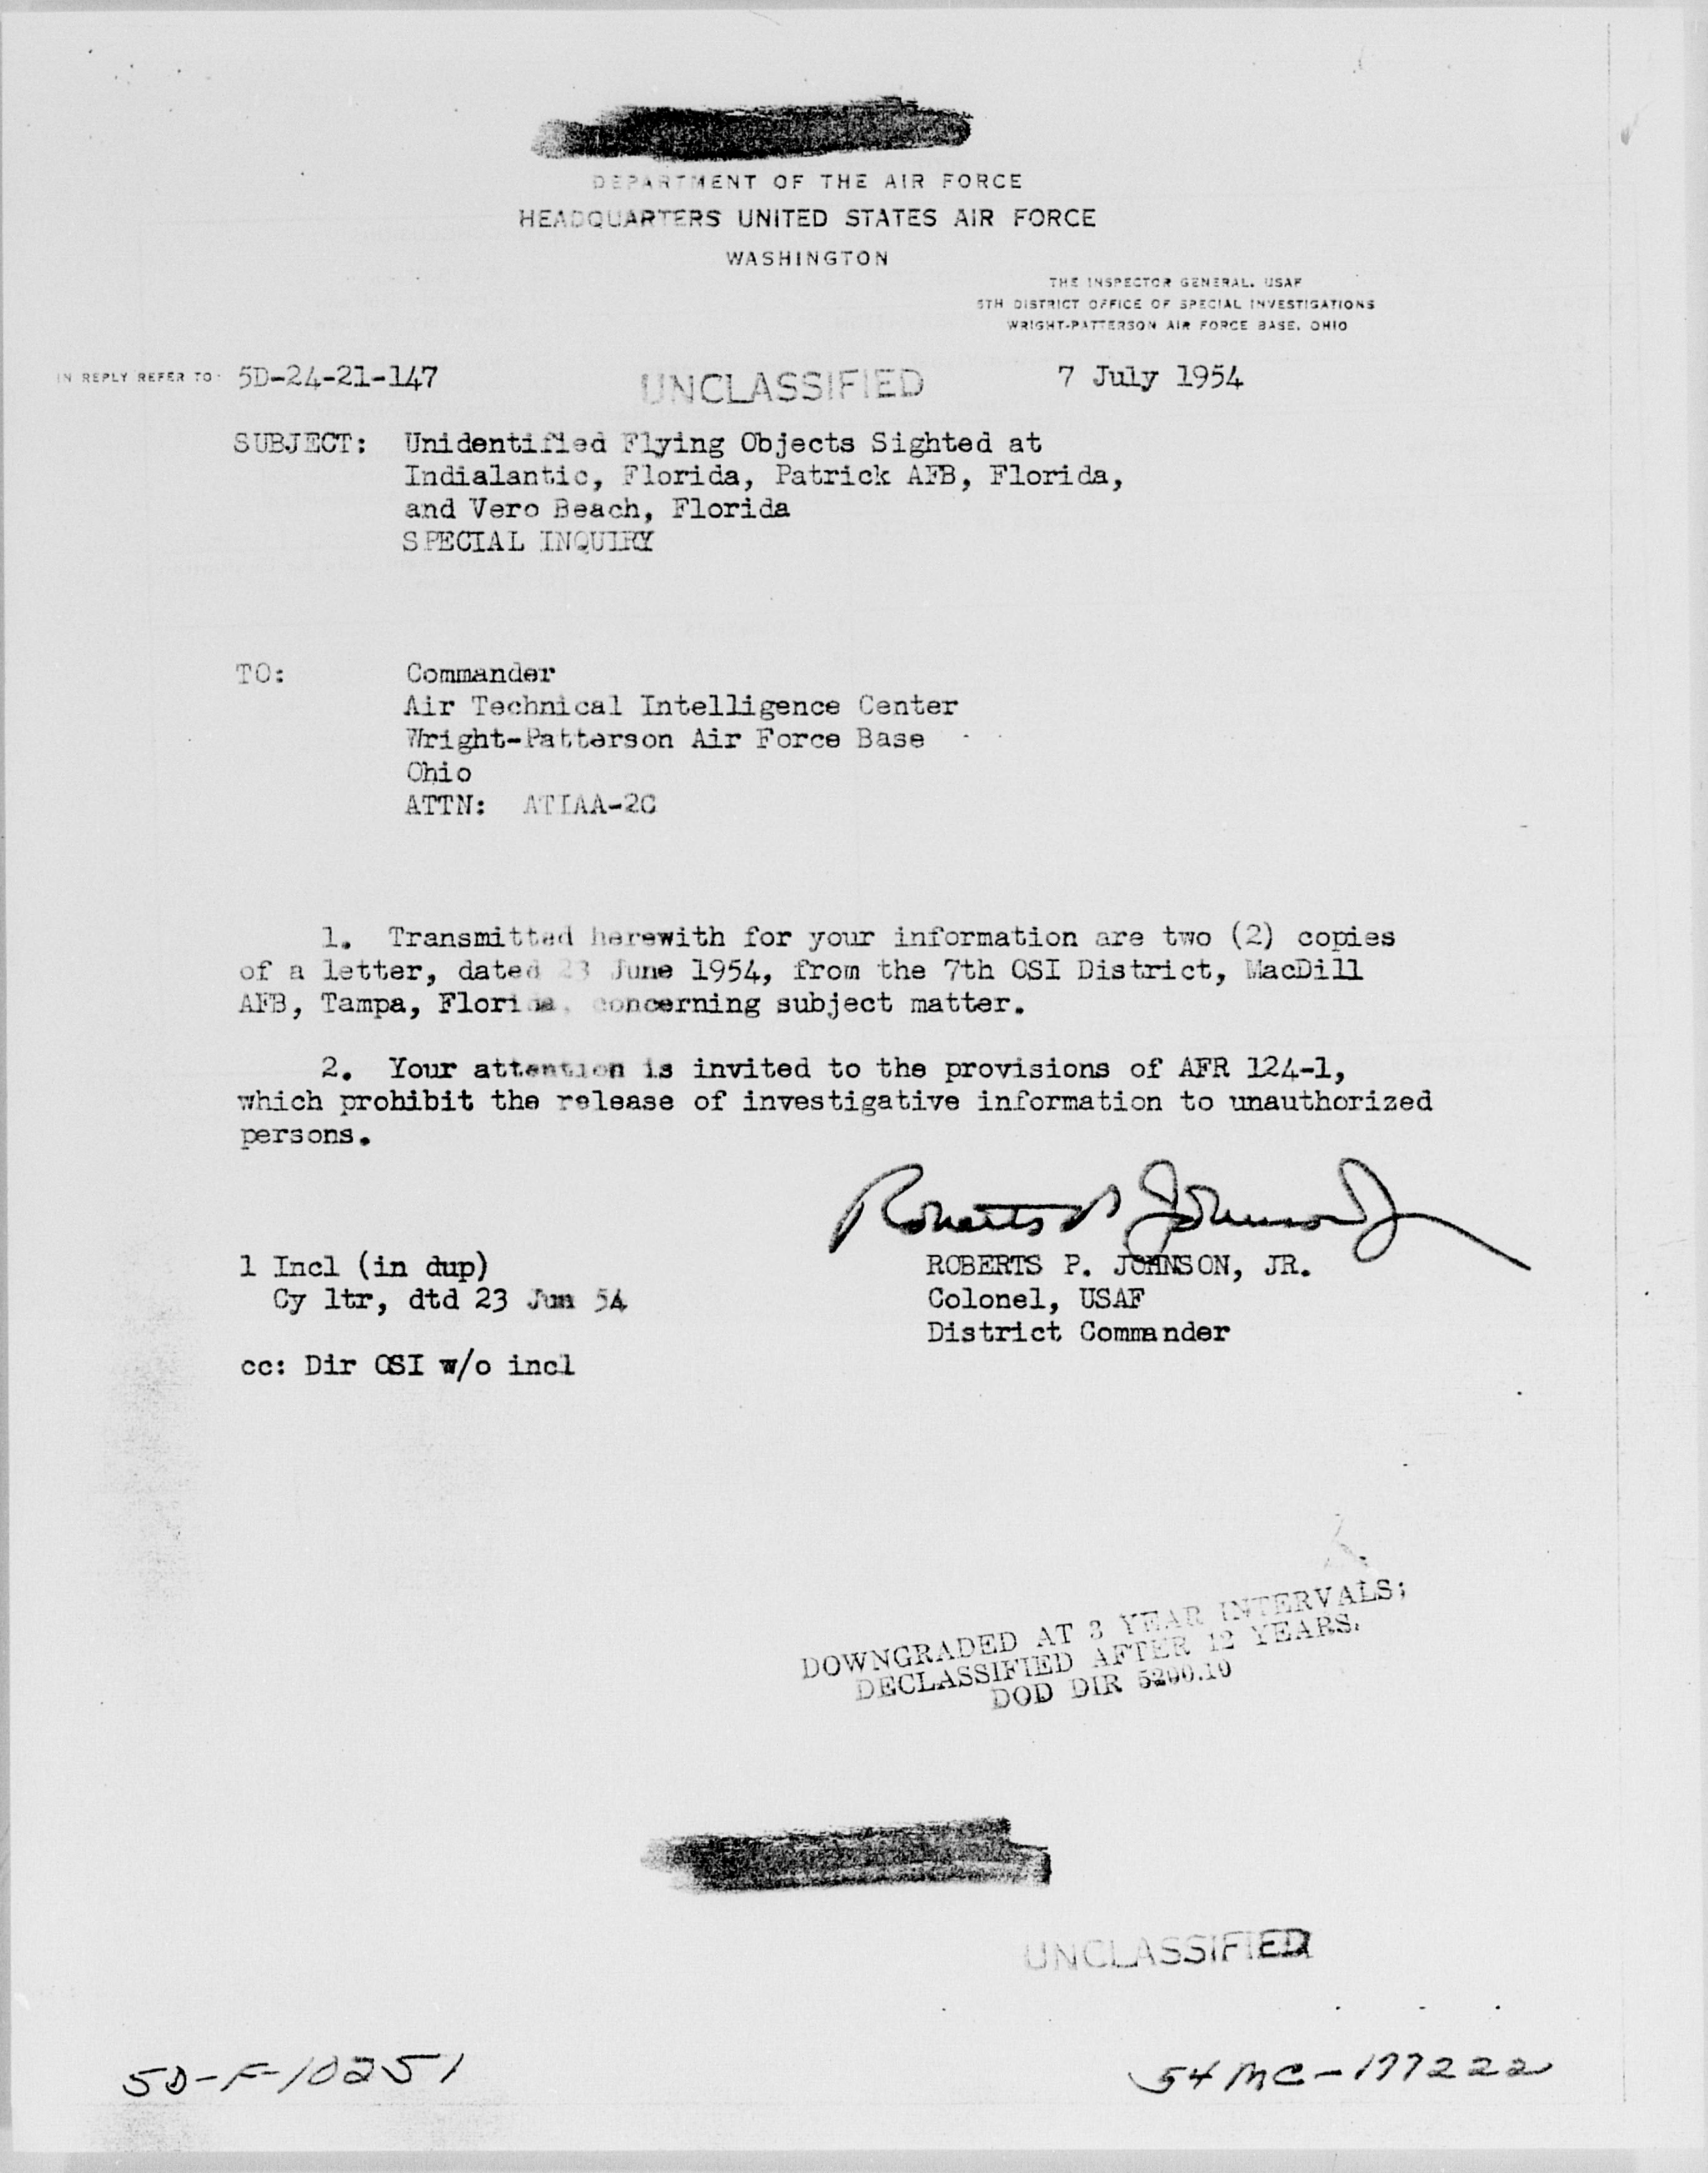 DEPARTMENT OF THE AIR FORCE
HEADQUARTERS UNITED STATES AIR FORCE
WASHINGTON
THE INSPECTOR GENERAL, USAF
5TH DISTRICT OFFICE OF SPECIAL INVESTIGATIONS
WRIGHT-PATTERSON AIR FORCE BASE, OHIO
IN REPLY REFER TO: 5D-24-21-147 UNCLASSIFIED 7 July 1954
SUBJECT: Unidentified Flying Objects Sighted at
Indialantic, Florida, Patrick AFB, Florida,
and Vero Beach, Florida
SPECIAL INQUIRY
TO: Commander
Air Technical Intelligence Center
Wright-Patterson Air Force Base
Ohio
ATTN: ATIAA-2C
1. Transmitted herewith for your information are two (2) copies
of a letter, dated 23 June 1954, from the 7th OSI District, MacDill
AFB, Tampa, Florida, concerning subject matter.
2. Your attention is invited to the provisions of AFR 124-1,
which prohibit the release of investigative information to unauthorized
persons.
Roberts P Johnson Jr
1 Incl (in dup) ROBERTS P. JOHNSON, JR.
Cy ltr, dtd 23 Jun 54 Colonel, USAF
District Commander
cc: Dir OSI w/o incl
DOWNGRADED AT 3 YEAR INTERVALS;
DECLASSIFIED AFTER 12 YEARS.
DOD DIR 5200.10
UNCLASSIFIED
5D-F-10251 54MC-177222